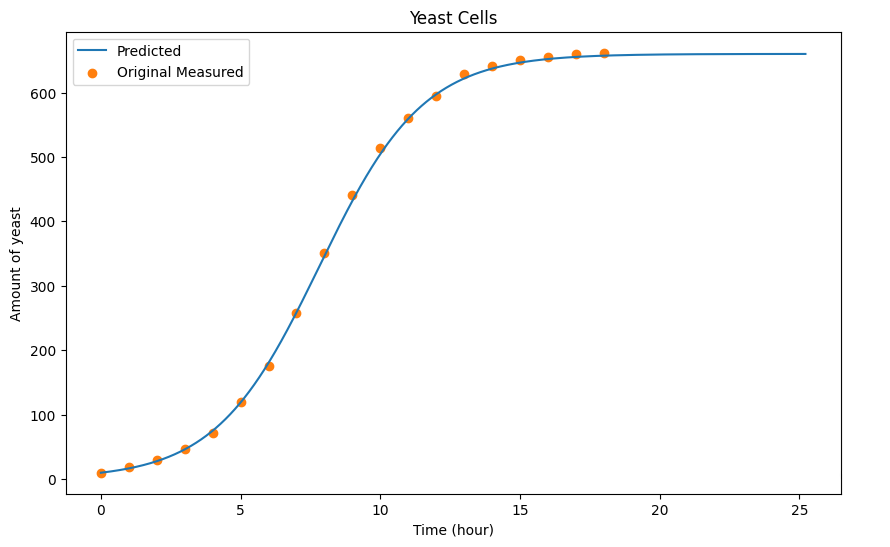 Yeast Cells
Predicted
Original Measured
600
500
400
300
200
100
0
Amount of yeast
0 5 10 15 20 25
Time (hour)